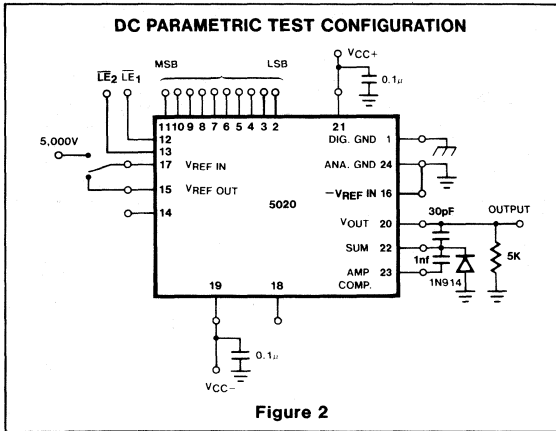 DC PARAMETRIC TEST CONFIGURATION
VCC+
MSB LSB
LE2 LE1
0.1μ
11 10 9 8 7 6 5 4 3 2 21
5,000V
12 DIG. GND 1
13
17 VREF IN ANA. GND 24
–VREF IN 16
15 VREF OUT
30pF OUTPUT
5020
VOUT 20
14
SUM 22
1nf 5K
AMP 23
COMP. 1N914
19 18
0.1μ
VCC–
Figure 2